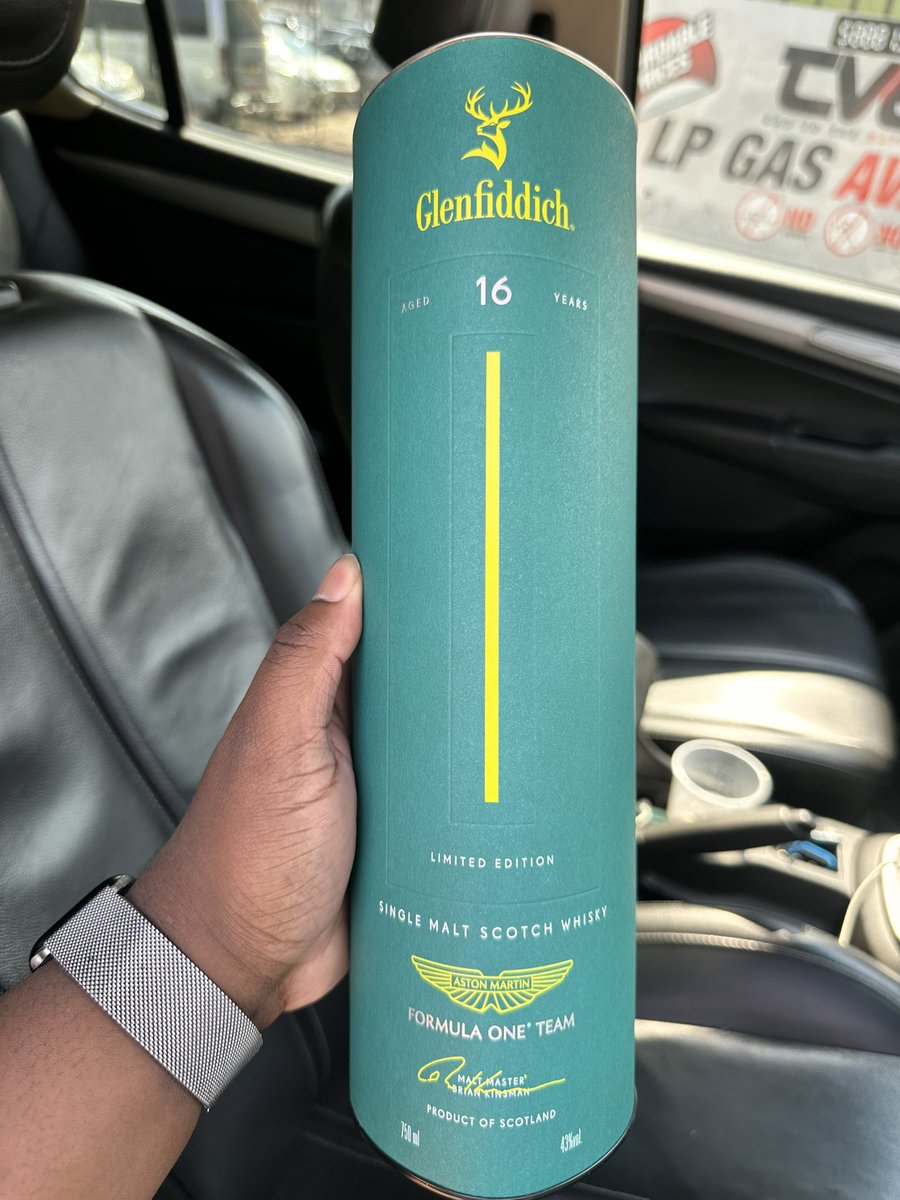 Glenfiddich
AGED 16 YEARS
LIMITED EDITION
SINGLE MALT SCOTCH WHISKY
ASTON MARTIN
FORMULA ONE® TEAM
MALT MASTER
BRIAN KINSMAN
PRODUCT OF SCOTLAND
750 ml 43%vol.
LP GAS